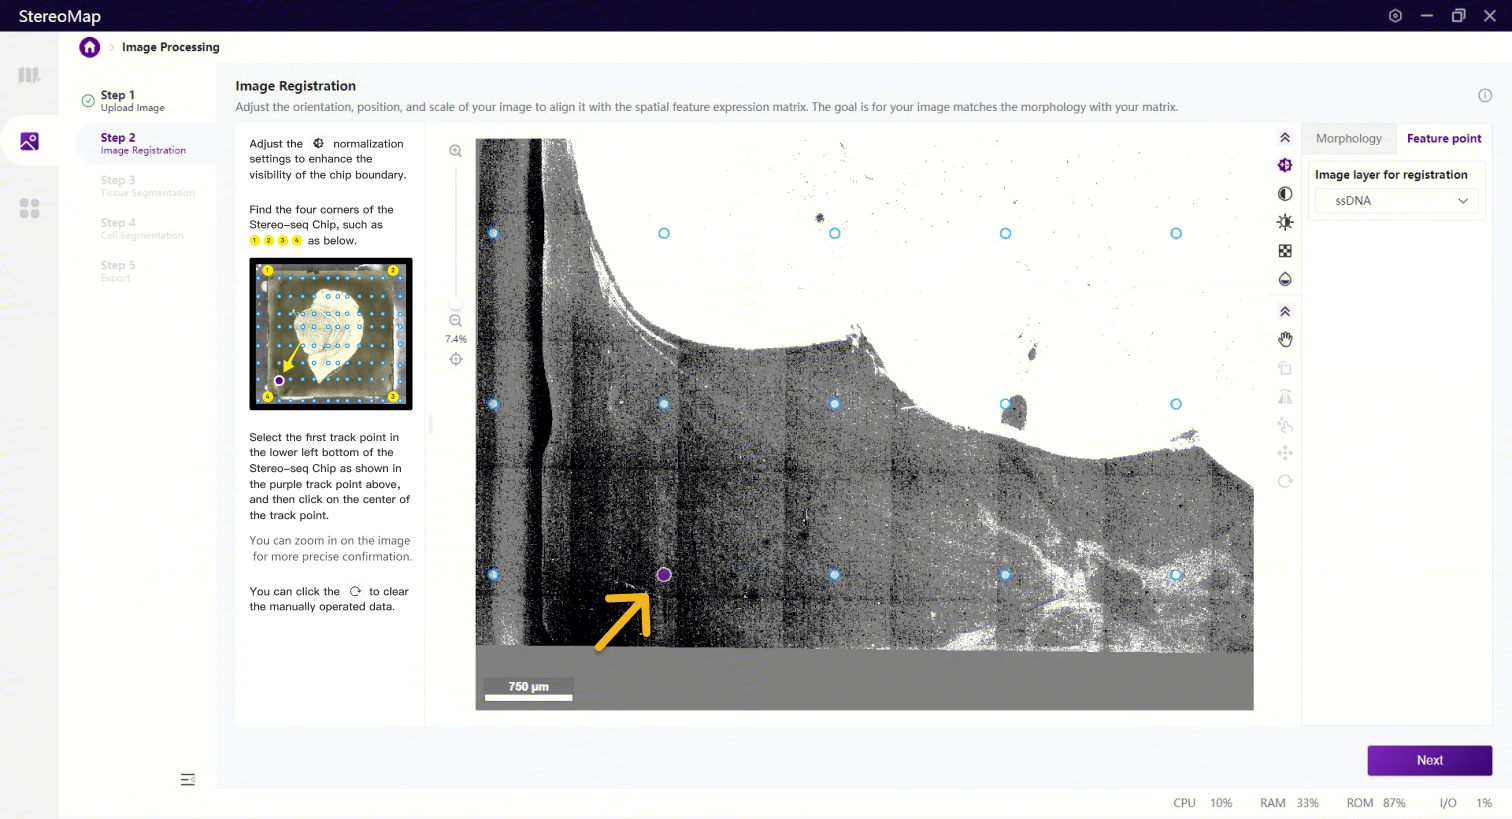 StereoMap
Image Processing
Step 1
Upload Image
Step 2
Image Registration
Step 3
Tissue Segmentation
Step 4
Cell Segmentation
Step 5
Export
Image Registration
Adjust the orientation, position, and scale of your image to align it with the spatial feature expression matrix. The goal is for your image matches the morphology with your matrix.
Adjust the normalization
settings to enhance the
visibility of the chip boundary.
Find the four corners of the
Stereo-seq Chip, such as
1 2 3 4 as below.
1 2
4 3
Select the first track point in
the lower left bottom of the
Stereo-seq Chip as shown in
the purple track point above,
and then click on the center of
the track point.
You can zoom in on the image
for more precise confirmation.
You can click the to clear
the manually operated data.
7.4%
750 μm
Morphology
Feature point
Image layer for registration
ssDNA
Next
CPU 10% RAM 33% ROM 87% I/O 1%